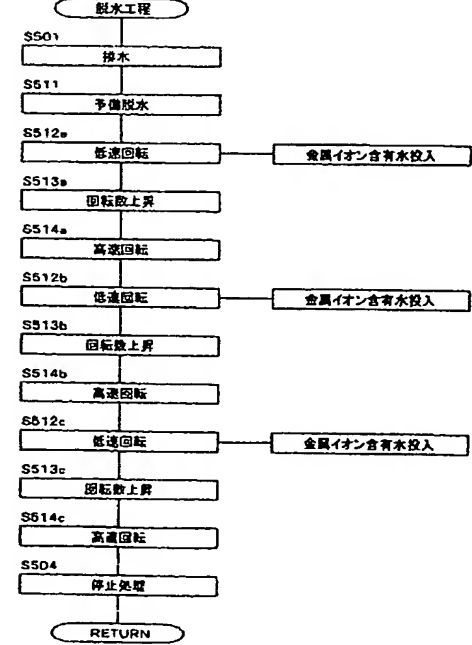 脱水工程
S501
排水
S511
予備脱水
S512a
低速回転
金属イオン含有水投入
S513a
回転数上昇
S514a
高速回転
S512b
低速回転
金属イオン含有水投入
S513b
回転数上昇
S514b
高速回転
S512c
低速回転
金属イオン含有水投入
S513c
回転数上昇
S514c
高速回転
S504
停止処理
RETURN